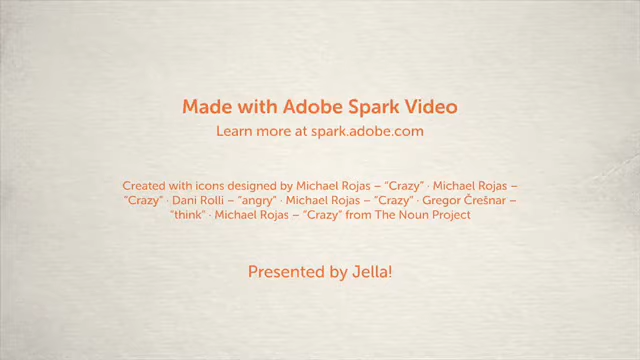 Made with Adobe Spark Video
Learn more at spark.adobe.com
Created with icons designed by Michael Rojas – "Crazy" · Michael Rojas –
"Crazy" · Dani Rolli – "angry" · Michael Rojas – "Crazy" · Gregor Črešnar –
"think" · Michael Rojas – "Crazy" from The Noun Project
Presented by Jella!